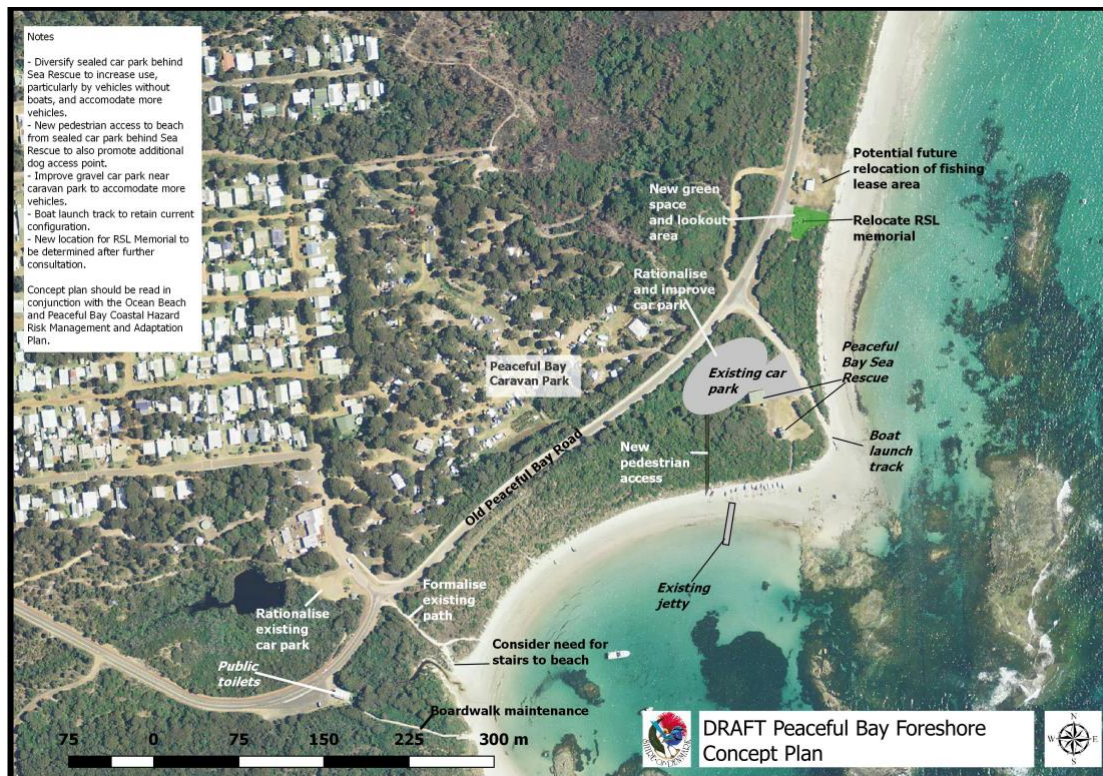 Notes
- Diversify sealed car park behind
Sea Rescue to increase use,
particularly by vehicles without
boats, and accomodate more
vehicles.
- New pedestrian access to beach
from sealed car park behind Sea
Rescue to also promote additional
dog access point.
- Improve gravel car park near
caravan park to accomodate more
vehicles.
- Boat launch track to retain current
configuration.
- New location for RSL Memorial to
be determined after further
consultation.
Concept plan should be read in
conjunction with the Ocean Beach
and Peaceful Bay Coastal Hazard
Risk Management and Adaptation
Plan.
Potential future
relocation of fishing
lease area
New green
space
and lookout
area
Relocate RSL
memorial
Rationalise
and improve
car park
Peaceful Bay
Caravan Park
Existing car
park
Peaceful
Bay Sea
Rescue
Boat
launch
track
New
pedestrian
access
Old Peaceful Bay Road
Existing
jetty
Formalise
existing
path
Rationalise
existing
car park
Consider need for
stairs to beach
Public
toilets
Boardwalk maintenance
75 0 75 150 225 300 m
SHIRE of DENMARK
DRAFT Peaceful Bay Foreshore
Concept Plan
N
W E
S